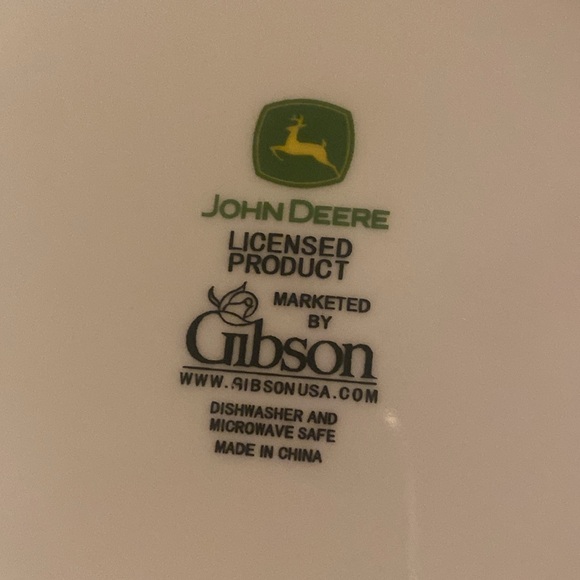 JOHN DEERE
LICENSED
PRODUCT
MARKETED
BY
Gibson
WWW.GIBSONUSA.COM
DISHWASHER AND
MICROWAVE SAFE
MADE IN CHINA